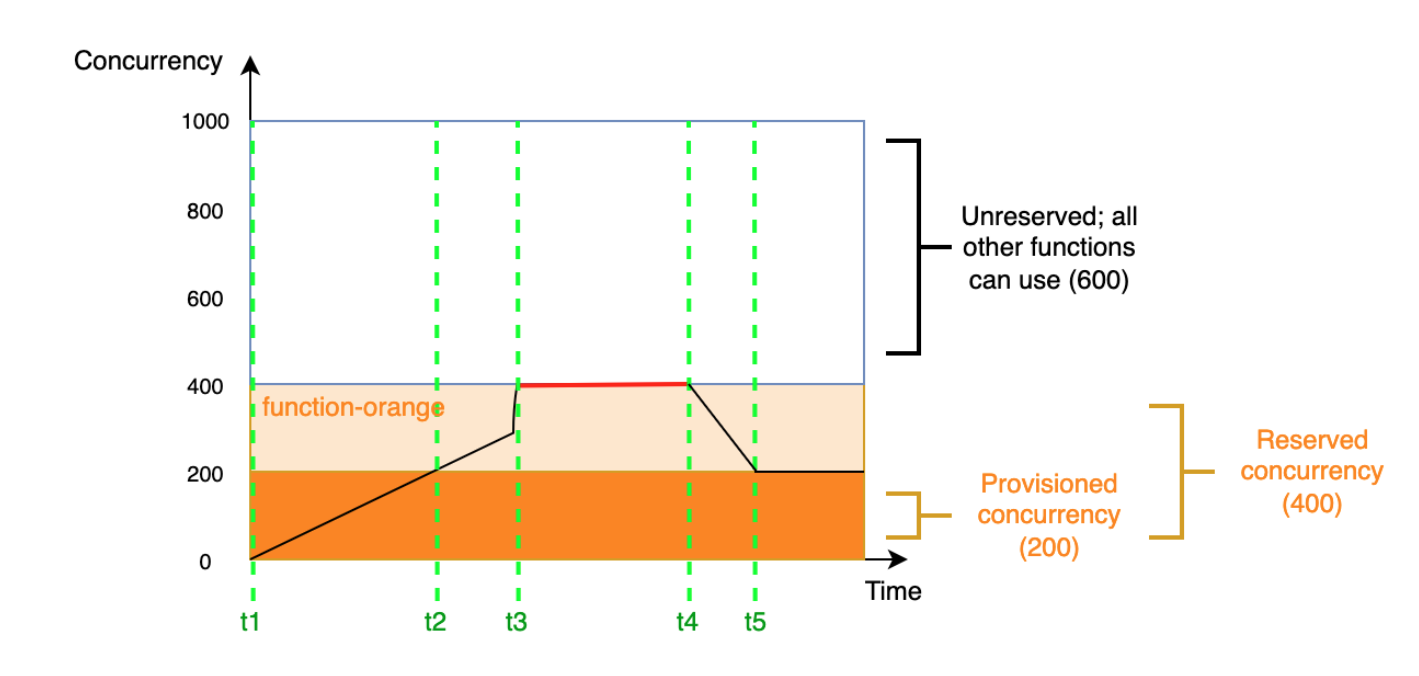 Concurrency
1000
800
600
400
200
0
function-orange
Unreserved; all
other functions
can use (600)
Provisioned
concurrency
(200)
Reserved
concurrency
(400)
Time
t1
t2
t3
t4
t5